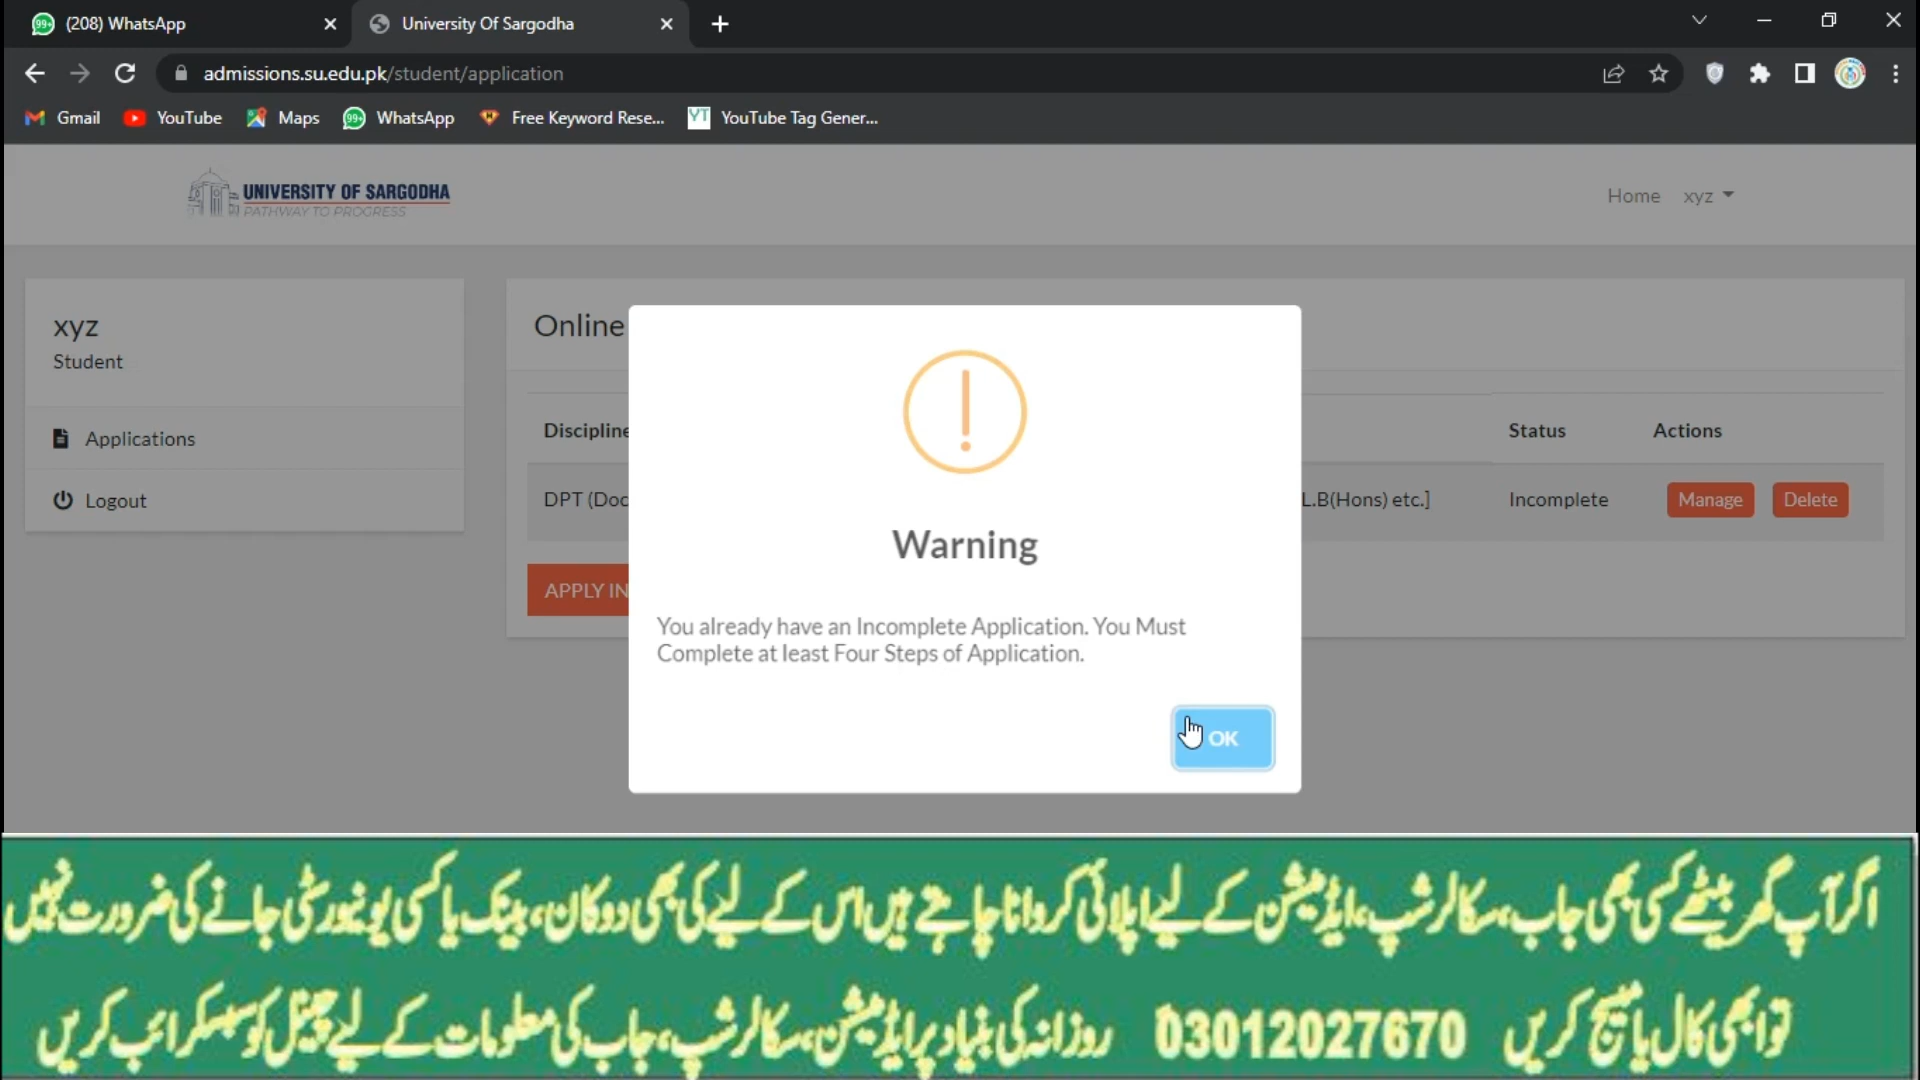 (208) WhatsApp
University Of Sargodha
admissions.su.edu.pk/student/application
Gmail
YouTube
Maps
WhatsApp
Free Keyword Rese...
YT
YouTube Tag Gener...
UNIVERSITY OF SARGODHA
PATHWAY TO PROGRESS
Home
xyz
xyz
Student
Applications
Logout
Online
Discipline
Status
Actions
DPT (Doc
L.B(Hons) etc.]
Incomplete
Manage
Delete
APPLY IN
Warning
You already have an Incomplete Application. You Must
Complete at least Four Steps of Application.
OK
اگر آپ گھر بیٹھے کسی بھی جاب، سکالرشپ، ایڈمیشن کے لیے اپلائی کروانا چاہتے ہیں اس کے لیے کی بھی دوکان، بینک یا کسی یونیورسٹی جانے کی ضرورت نہیں
تو ابھی کال یا میسج کریں 03012027670 روزانہ کی بنیاد پر ایڈمیشن، سکالرشپ، جاب کی معلومات کے لیے چینل کو سبسکرائب کریں